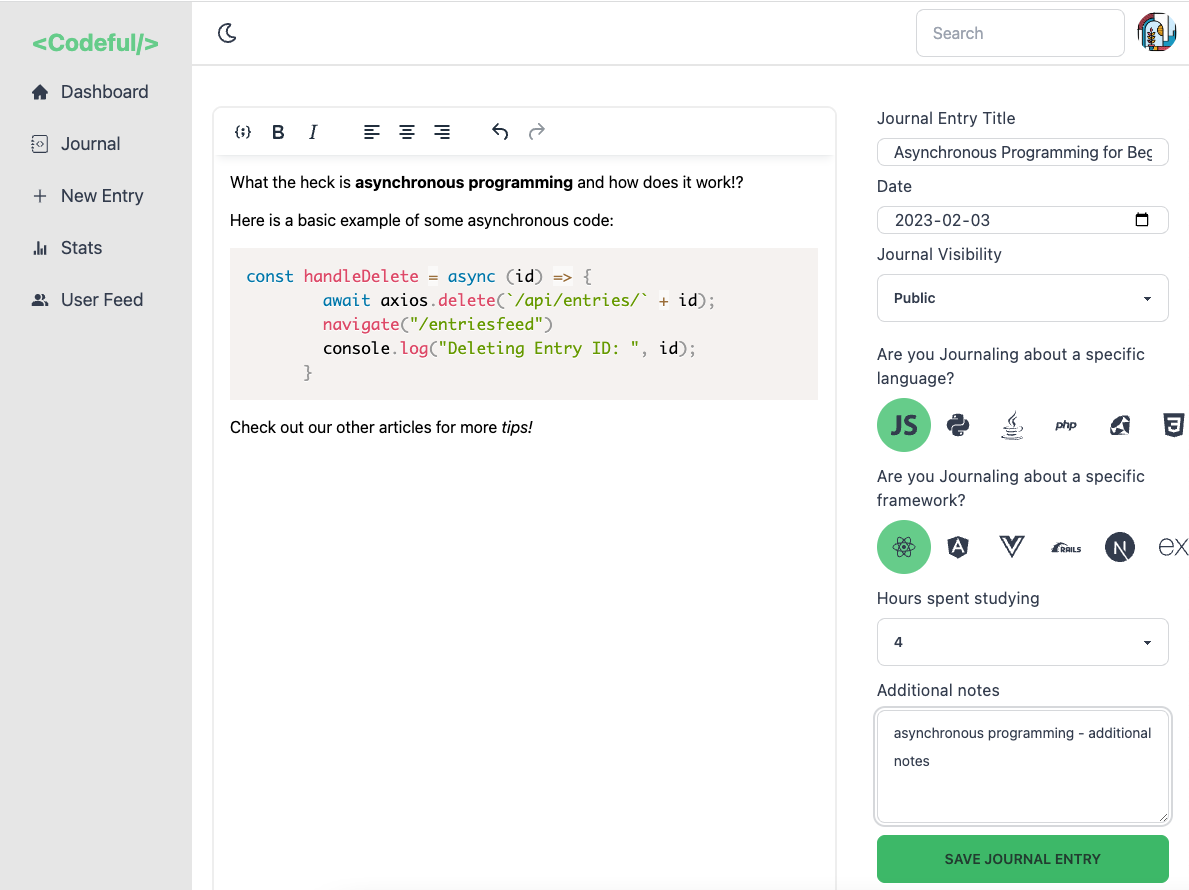 <Codeful/>
Dashboard
Journal
New Entry
Stats
User Feed
Search
{;} B I
What the heck is asynchronous programming and how does it work!?
Here is a basic example of some asynchronous code:
const handleDelete = async (id) => {
await axios.delete(`/api/entries/` + id);
navigate("/entriesfeed")
console.log("Deleting Entry ID: ", id);
}
Check out our other articles for more tips!
Journal Entry Title
Asynchronous Programming for Beg
Date
2023-02-03
Journal Visibility
Public
Are you Journaling about a specific
language?
JS
php
3
Are you Journaling about a specific
framework?
A
RAILS
N
ex
Hours spent studying
4
Additional notes
asynchronous programming - additional
notes
SAVE JOURNAL ENTRY